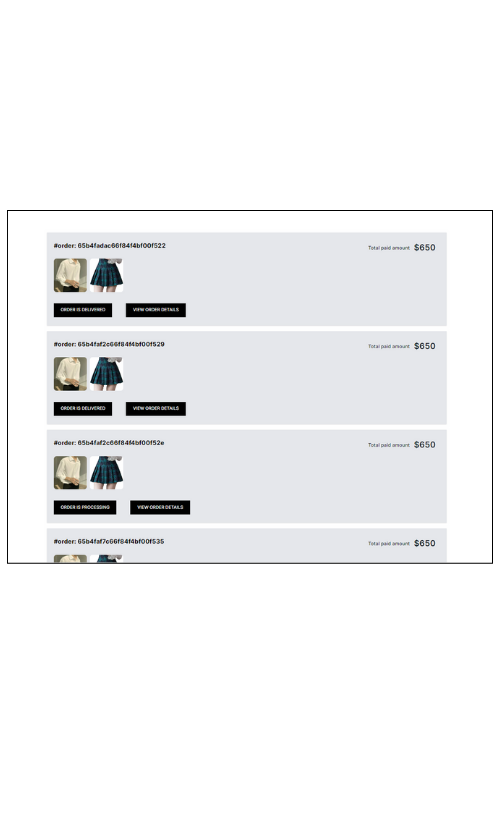 #order: 65b4fadac66f84f4bf00f522
Total paid amount $650
ORDER IS DELIVERED VIEW ORDER DETAILS
#order: 65b4faf2c66f84f4bf00f529
Total paid amount $650
ORDER IS DELIVERED VIEW ORDER DETAILS
#order: 65b4faf2c66f84f4bf00f52e
Total paid amount $650
ORDER IS PROCESSING VIEW ORDER DETAILS
#order: 65b4faf7c66f84f4bf00f535
Total paid amount $650